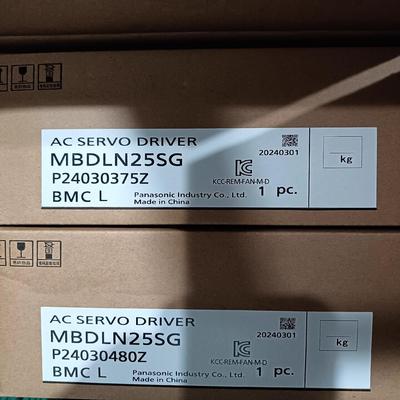 AC SERVO DRIVER
MBDLN25SG
20240301
kg
P24030375Z
KCC-REM-FAN-M-D
BMC L
Panasonic Industry Co., Ltd.
Made in China
1 pc.
AC SERVO DRIVER
MBDLN25SG
20240301
kg
P24030480Z
KCC-REM-FAN-M-D
BMC L
Panasonic Industry Co., Ltd.
Made in China
1 pc.